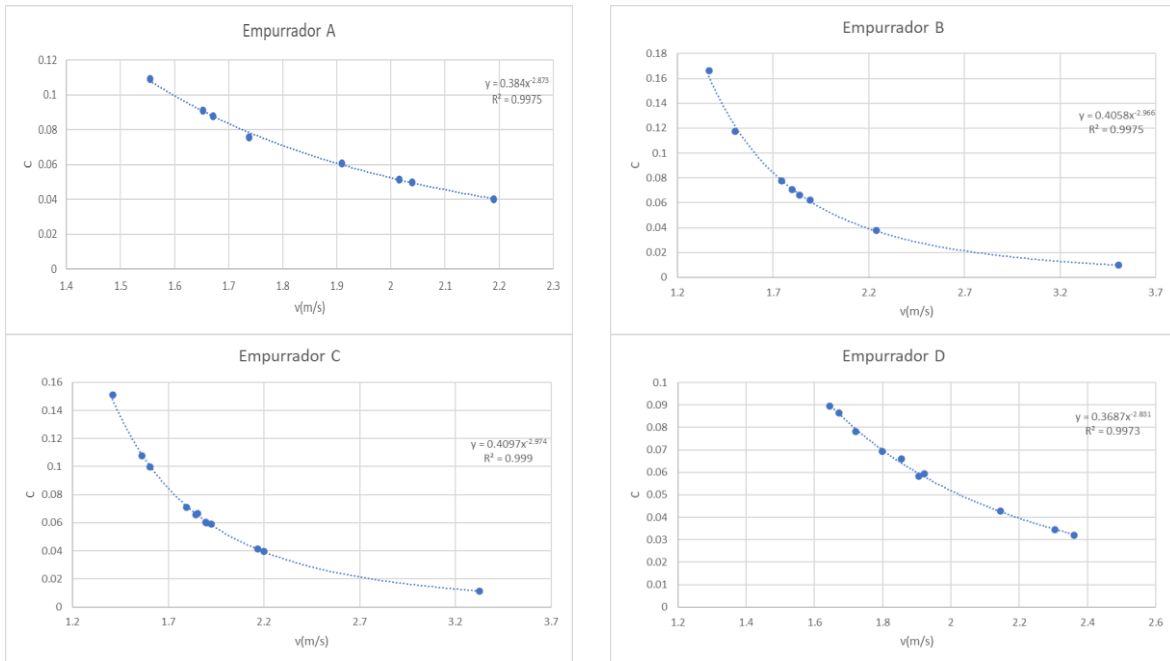 Empurrador A
0.12
0.1
0.08
0.06
0.04
0.02
0
C
y = 0.384x^-2.873
R² = 0.9975
1.4 1.5 1.6 1.7 1.8 1.9 2 2.1 2.2 2.3
v(m/s)
Empurrador B
0.18
0.16
0.14
0.12
0.1
0.08
0.06
0.04
0.02
0
C
y = 0.4058x^-2.966
R² = 0.9975
1.2 1.7 2.2 2.7 3.2 3.7
v(m/s)
Empurrador C
0.16
0.14
0.12
0.1
0.08
0.06
0.04
0.02
0
C
y = 0.4097x^-2.974
R² = 0.999
1.2 1.7 2.2 2.7 3.2 3.7
v(m/s)
Empurrador D
0.1
0.09
0.08
0.07
0.06
0.05
0.04
0.03
0.02
0.01
0
C
y = 0.3687x^-2.831
R² = 0.9973
1.2 1.4 1.6 1.8 2 2.2 2.4 2.6
v(m/s)